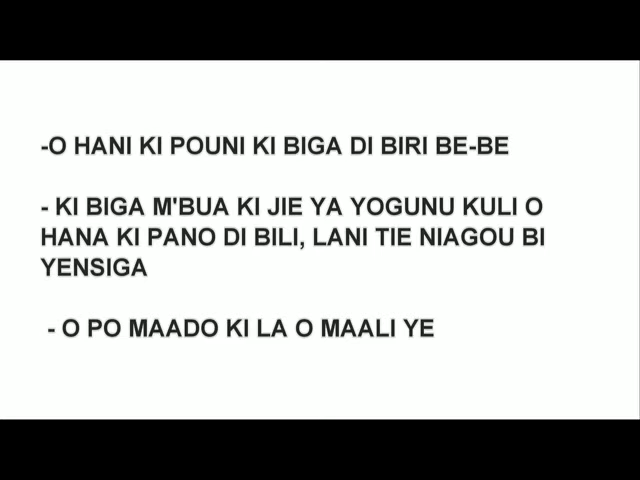 -O HANI KI POUNI KI BIGA DI BIRI BE-BE
- KI BIGA M'BUA KI JIE YA YOGUNU KULI O
HANA KI PANO DI BILI, LANI TIE NIAGOU BI
YENSIGA
- O PO MAADO KI LA O MAALI YE